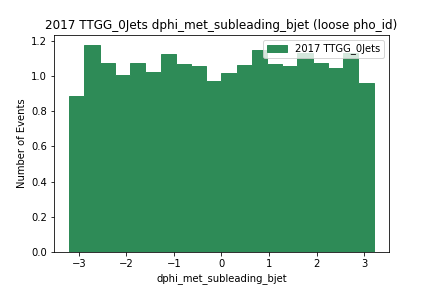 2017 TTGG_0Jets dphi_met_subleading_bjet (loose pho_id)
2017 TTGG_0Jets
Number of Events
1.2
1.0
0.8
0.6
0.4
0.2
0.0
−3 −2 −1 0 1 2 3
dphi_met_subleading_bjet